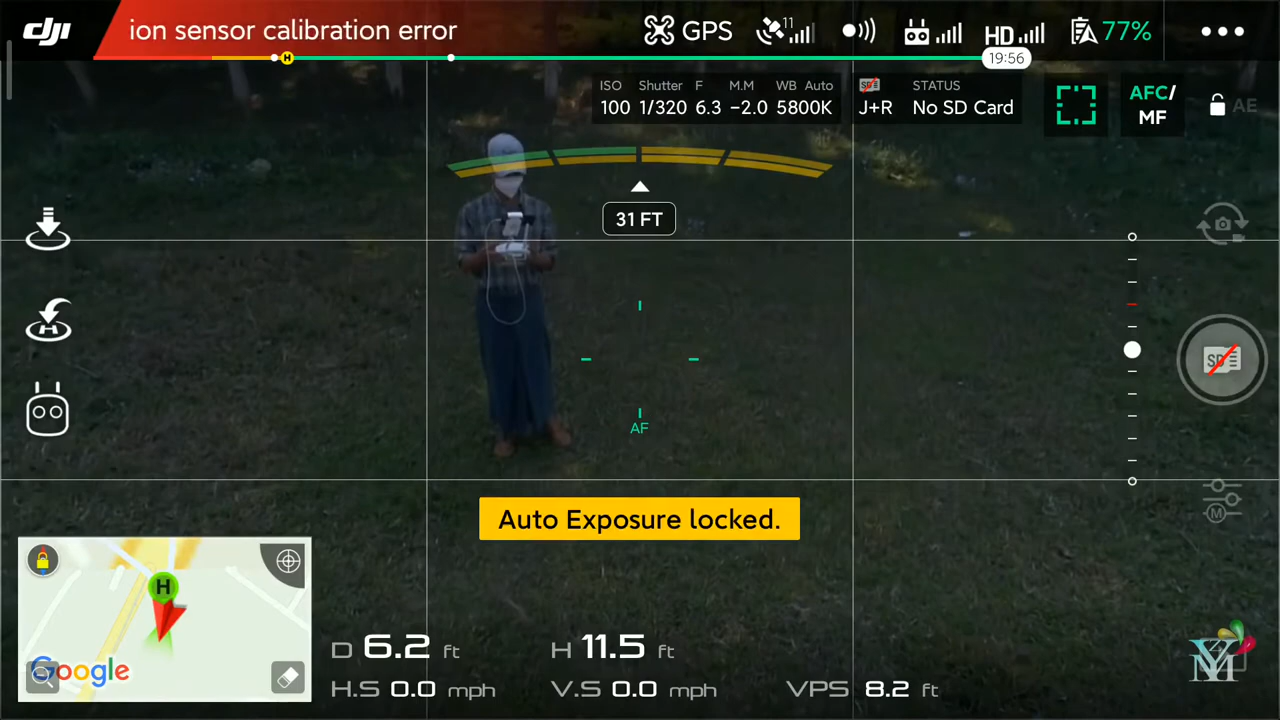 dji
ion sensor calibration error
GPS
11
HD
77%
19:56
ISO Shutter F M.M WB Auto
100 1/320 6.3 −2.0 5800K
J+R
STATUS
No SD Card
AFC/
MF
AE
31 FT
SD
AF
Auto Exposure locked.
H
Google
M
D 6.2 ft H 11.5 ft
H.S 0.0 mph V.S 0.0 mph VPS 8.2 ft